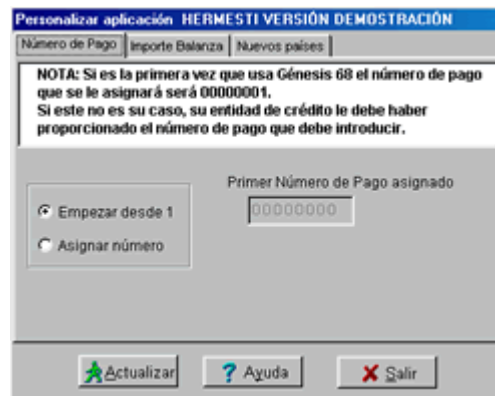 Personalizar aplicación HERMESTI VERSIÓN DEMOSTRACIÓN
Número de Pago Importe Balanza Nuevos países
NOTA: Si es la primera vez que usa Génesis 68 el número de pago
que se le asignará será 00000001.
Si este no es su caso, su entidad de crédito le debe haber
proporcionado el número de pago que debe introducir.
Primer Número de Pago asignado
Empezar desde 1
00000000
Asignar número
Actualizar Ayuda Salir